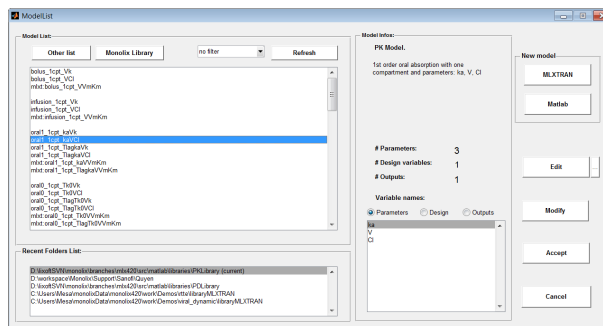 ModelList
Model List:
Other list
Monolix Library
no filter
Refresh
bolus_1cpt_Vk
bolus_1cpt_VCl
mlxt:bolus_1cpt_VVmKm
infusion_1cpt_Vk
infusion_1cpt_VCl
mlxt:infusion_1cpt_VVmKm
oral1_1cpt_kaVk
oral1_1cpt_kaVCl
oral1_1cpt_TlagkaVk
oral1_1cpt_TlagkaVCl
mlxt:oral1_1cpt_kaVVmKm
mlxt:oral1_1cpt_TlagkaVVmKm
oral0_1cpt_Tk0Vk
oral0_1cpt_Tk0VCl
oral0_1cpt_TlagTk0Vk
oral0_1cpt_TlagTk0VCl
mlxt:oral0_1cpt_Tk0VVmKm
mlxt:oral0_1cpt_TlagTk0VVmKm
Recent Folders List:
D:\lixoftSVN\monolix\branches\mlx420\src\matlab\libraries\PKLibrary (current)
D:\workspace\Monolix\Support\Sanofi\Quyen
D:\lixoftSVN\monolix\branches\mlx420\src\matlab\libraries\PDLibrary
C:\Users\Mesa\monolixData\monolix420\work\Demos\rtte\libraryMLXTRAN
C:\Users\Mesa\monolixData\monolix420\work\Demos\viral_dynamic\libraryMLXTRAN
Model Infos:
PK Model.
1st order oral absorption with one
compartment and parameters: ka, V, Cl
# Parameters: 3
# Design variables: 1
# Outputs: 1
Variable names:
Parameters
Design
Outputs
ka
V
Cl
New model
MLXTRAN
Matlab
Edit
...
Modify
Accept
Cancel